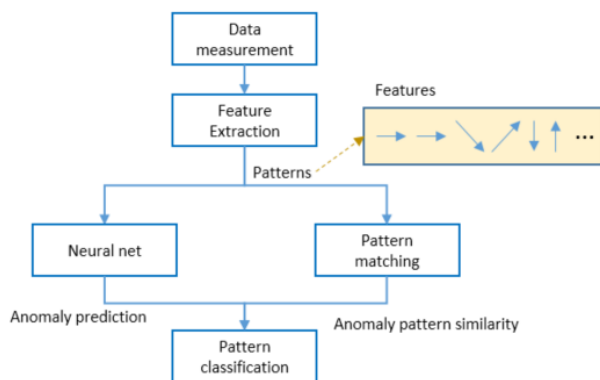 Data
measurement
Features
Feature
Extraction
...
Patterns
Neural net
Pattern
matching
Anomaly prediction
Anomaly pattern similarity
Pattern
classification